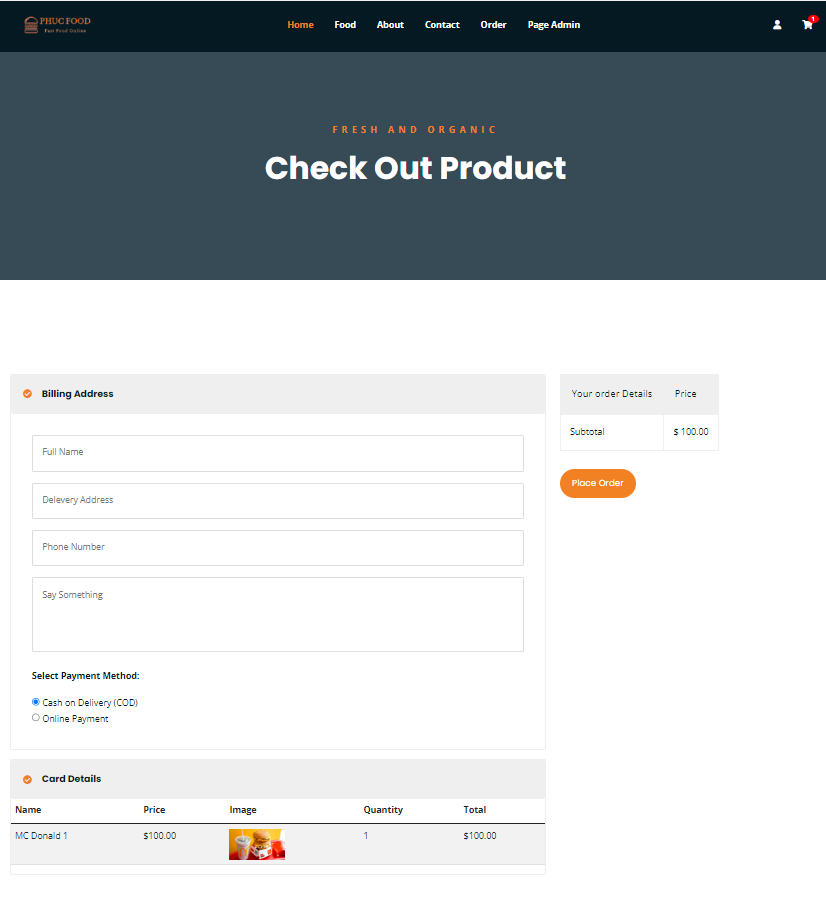 PHUC FOOD
Fast Food Online
Home Food About Contact Order Page Admin
1
FRESH AND ORGANIC
Check Out Product
Billing Address
Full Name
Delevery Address
Phone Number
Say Something
Select Payment Method:
Cash on Delivery (COD)
Online Payment
Your order Details Price
Subtotal $ 100.00
Place Order
Card Details
Name Price Image Quantity Total
MC Donald 1 $100.00 1 $100.00